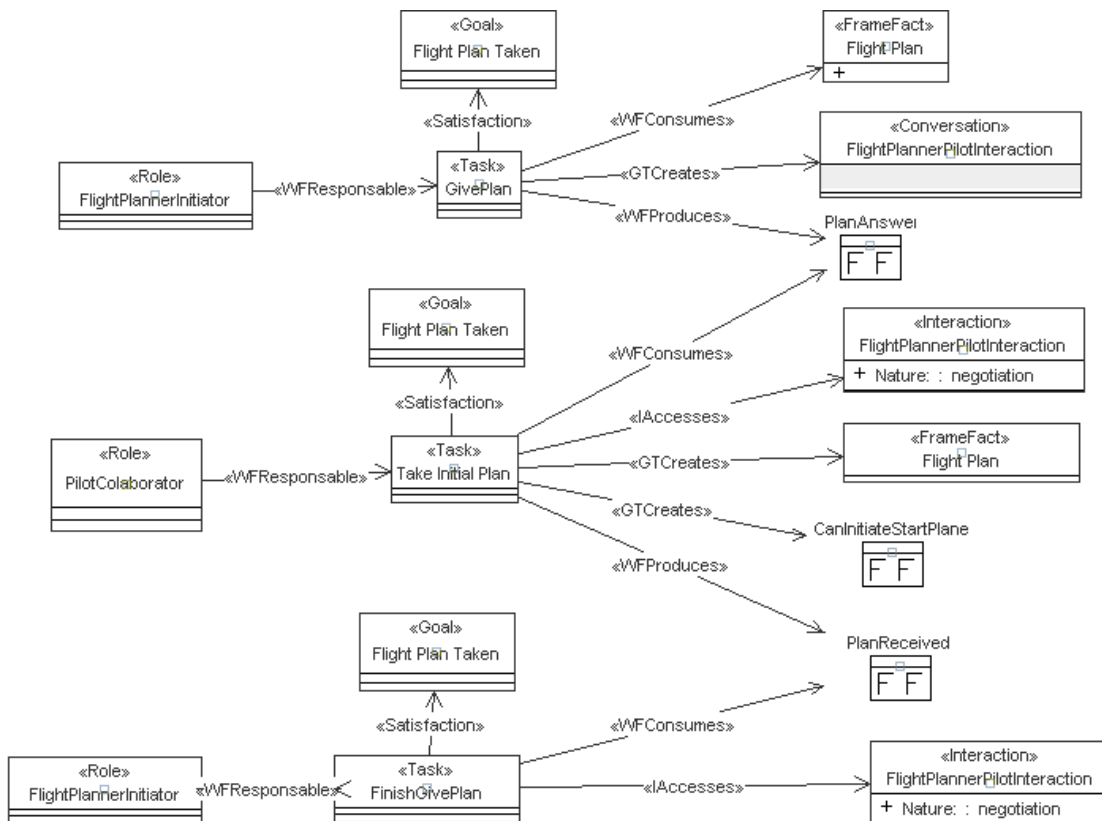 «Goal»
Flight Plan Taken
«FrameFact»
Flight Plan
+
«Satisfaction»
«WFConsumes»
«Conversation»
FlightPlannerPilotInteraction
«Role»
FlightPlannerInitiator
«WFResponsable»
«Task»
GivePlan
«GTCreates»
«WFProduces»
PlanAnswer
F F
«Goal»
Flight Plan Taken
«WFConsumes»
«Interaction»
FlightPlannerPilotInteraction
+ Nature: : negotiation
«Satisfaction»
«IAccesses»
«Role»
PilotColaborator
«WFResponsable»
«Task»
Take Initial Plan
«GTCreates»
«FrameFact»
Flight Plan
«GTCreates»
CanInitiateStartPlane
F F
«WFProduces»
«Goal»
Flight Plan Taken
PlanReceived
F F
«Satisfaction»
«WFConsumes»
«Role»
FlightPlannerInitiator
«WFResponsable»
«Task»
FinishGivePlan
«IAccesses»
«Interaction»
FlightPlannerPilotInteraction
+ Nature: : negotiation